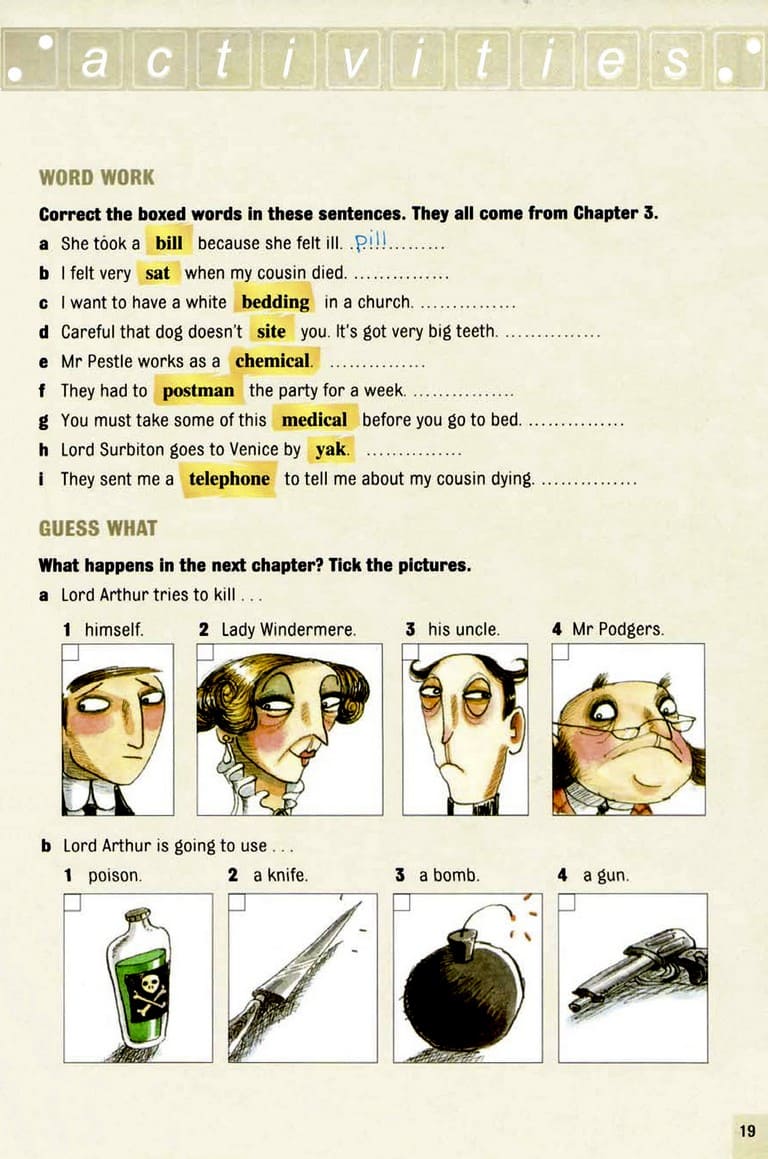 activities
WORD WORK
Correct the boxed words in these sentences. They all come from Chapter 3.
a She took a bill because she felt ill. .pill.........
b I felt very sat when my cousin died. ...............
c I want to have a white bedding in a church. ...............
d Careful that dog doesn't site you. It's got very big teeth. ...............
e Mr Pestle works as a chemical. ...............
f They had to postman the party for a week. ................
g You must take some of this medical before you go to bed. ...............
h Lord Surbiton goes to Venice by yak. ...............
i They sent me a telephone to tell me about my cousin dying. ...............
GUESS WHAT
What happens in the next chapter? Tick the pictures.
a Lord Arthur tries to kill . . .
1 himself. 2 Lady Windermere. 3 his uncle. 4 Mr Podgers.
b Lord Arthur is going to use . . .
1 poison. 2 a knife. 3 a bomb. 4 a gun.
19